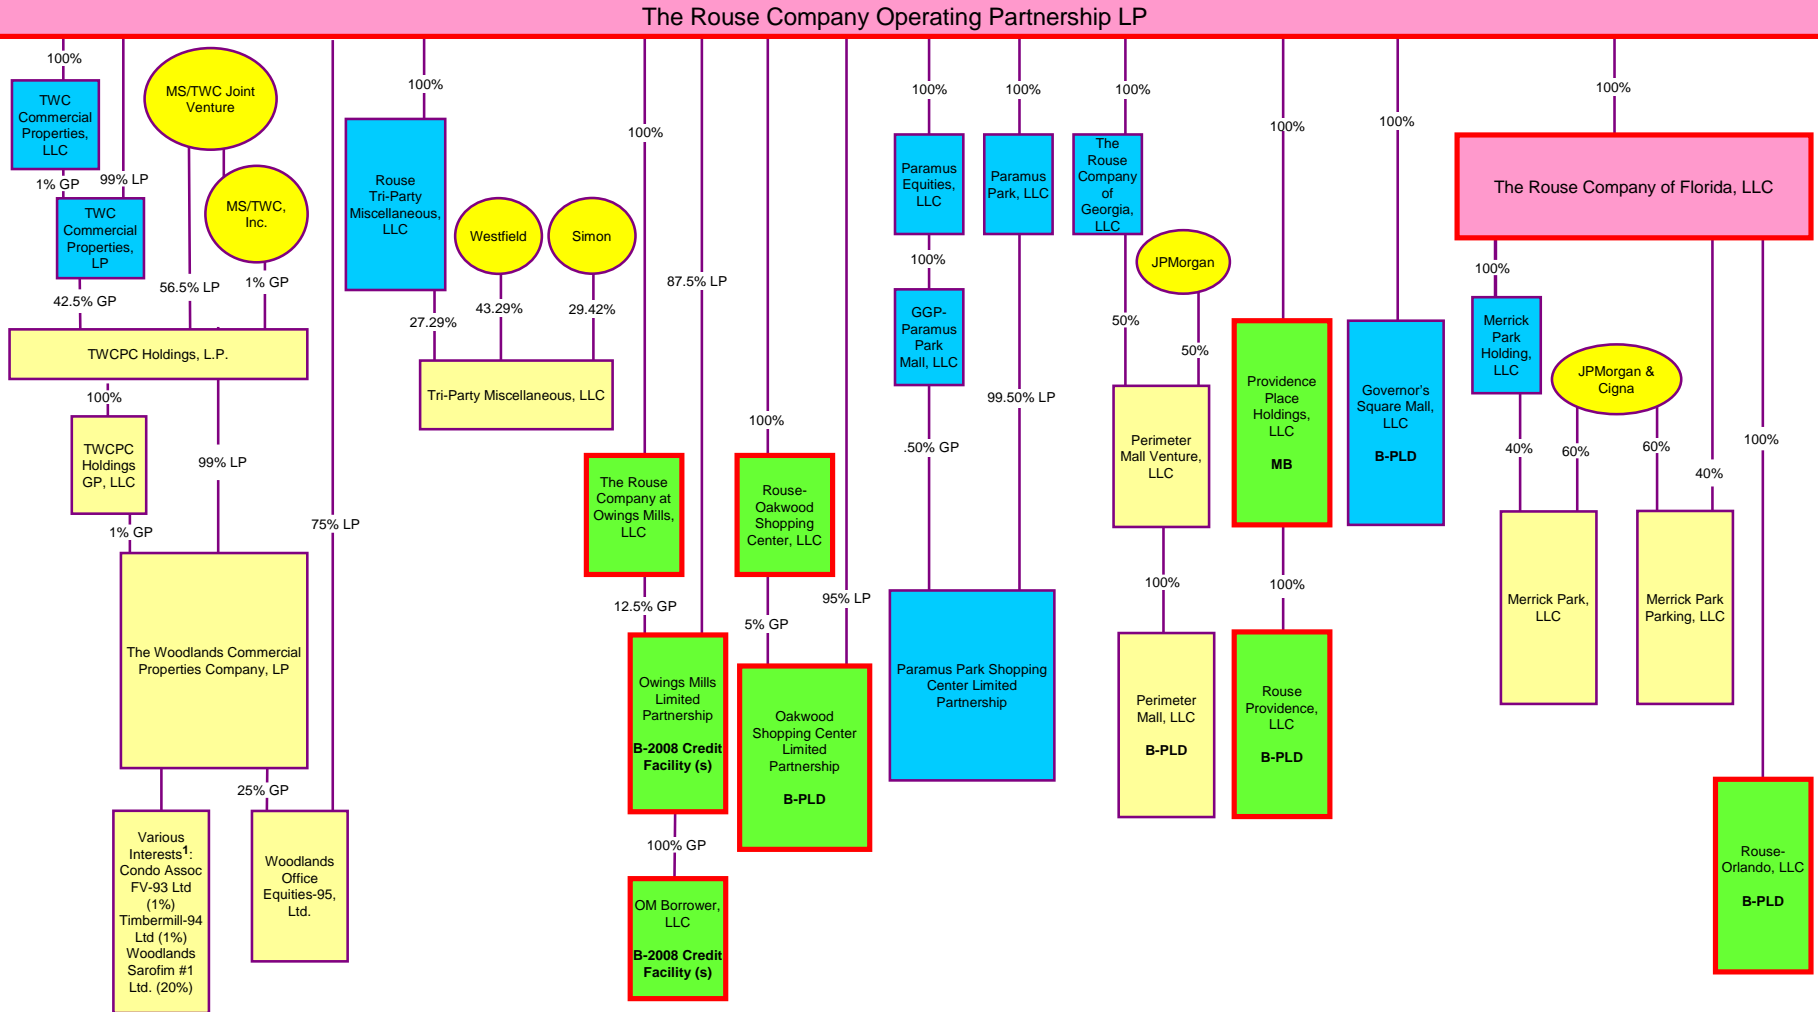 The Rouse Company Operating Partnership LP
100%
TWC
Commercial
Properties,
LLC
1% GP
99% LP
TWC
Commercial
Properties,
LP
42.5% GP
MS/TWC Joint
Venture
MS/TWC,
Inc.
56.5% LP
1% GP
TWCPC Holdings, L.P.
100%
TWCPC
Holdings
GP, LLC
1% GP
99% LP
The Woodlands Commercial
Properties Company, LP
Various
Interests1:
Condo Assoc
FV-93 Ltd
(1%)
Timbermill-94
Ltd (1%)
Woodlands
Sarofim #1
Ltd. (20%)
25% GP
75% LP
Woodlands
Office
Equities-95,
Ltd.
100%
Rouse
Tri-Party
Miscellaneous,
LLC
Westfield
Simon
27.29%
43.29%
29.42%
Tri-Party Miscellaneous, LLC
100%
The Rouse
Company at
Owings Mills,
LLC
12.5% GP
87.5% LP
Owings Mills
Limited
Partnership
B-2008 Credit
Facility (s)
100% GP
OM Borrower,
LLC
B-2008 Credit
Facility (s)
100%
Rouse-
Oakwood
Shopping
Center, LLC
5% GP
95% LP
Oakwood
Shopping Center
Limited
Partnership
B-PLD
100%
Paramus
Equities,
LLC
100%
GGP-
Paramus
Park
Mall, LLC
.50% GP
100%
Paramus
Park, LLC
99.50% LP
Paramus Park Shopping
Center Limited
Partnership
100%
The
Rouse
Company
of
Georgia,
LLC
JPMorgan
50%
50%
Perimeter
Mall Venture,
LLC
100%
Perimeter
Mall, LLC
B-PLD
100%
Providence
Place
Holdings,
LLC
MB
100%
Rouse
Providence,
LLC
B-PLD
100%
Governor's
Square Mall,
LLC
B-PLD
100%
The Rouse Company of Florida, LLC
100%
Merrick
Park
Holding,
LLC
JPMorgan &
Cigna
40%
60%
60%
40%
100%
Merrick Park,
LLC
Merrick Park
Parking, LLC
Rouse-
Orlando, LLC
B-PLD